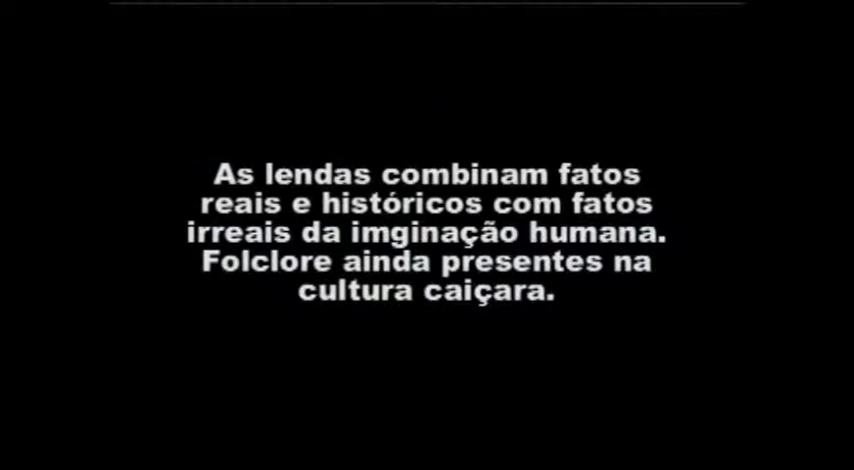 As lendas combinam fatos
reais e históricos com fatos
irreais da imginação humana.
Folclore ainda presentes na
cultura caiçara.